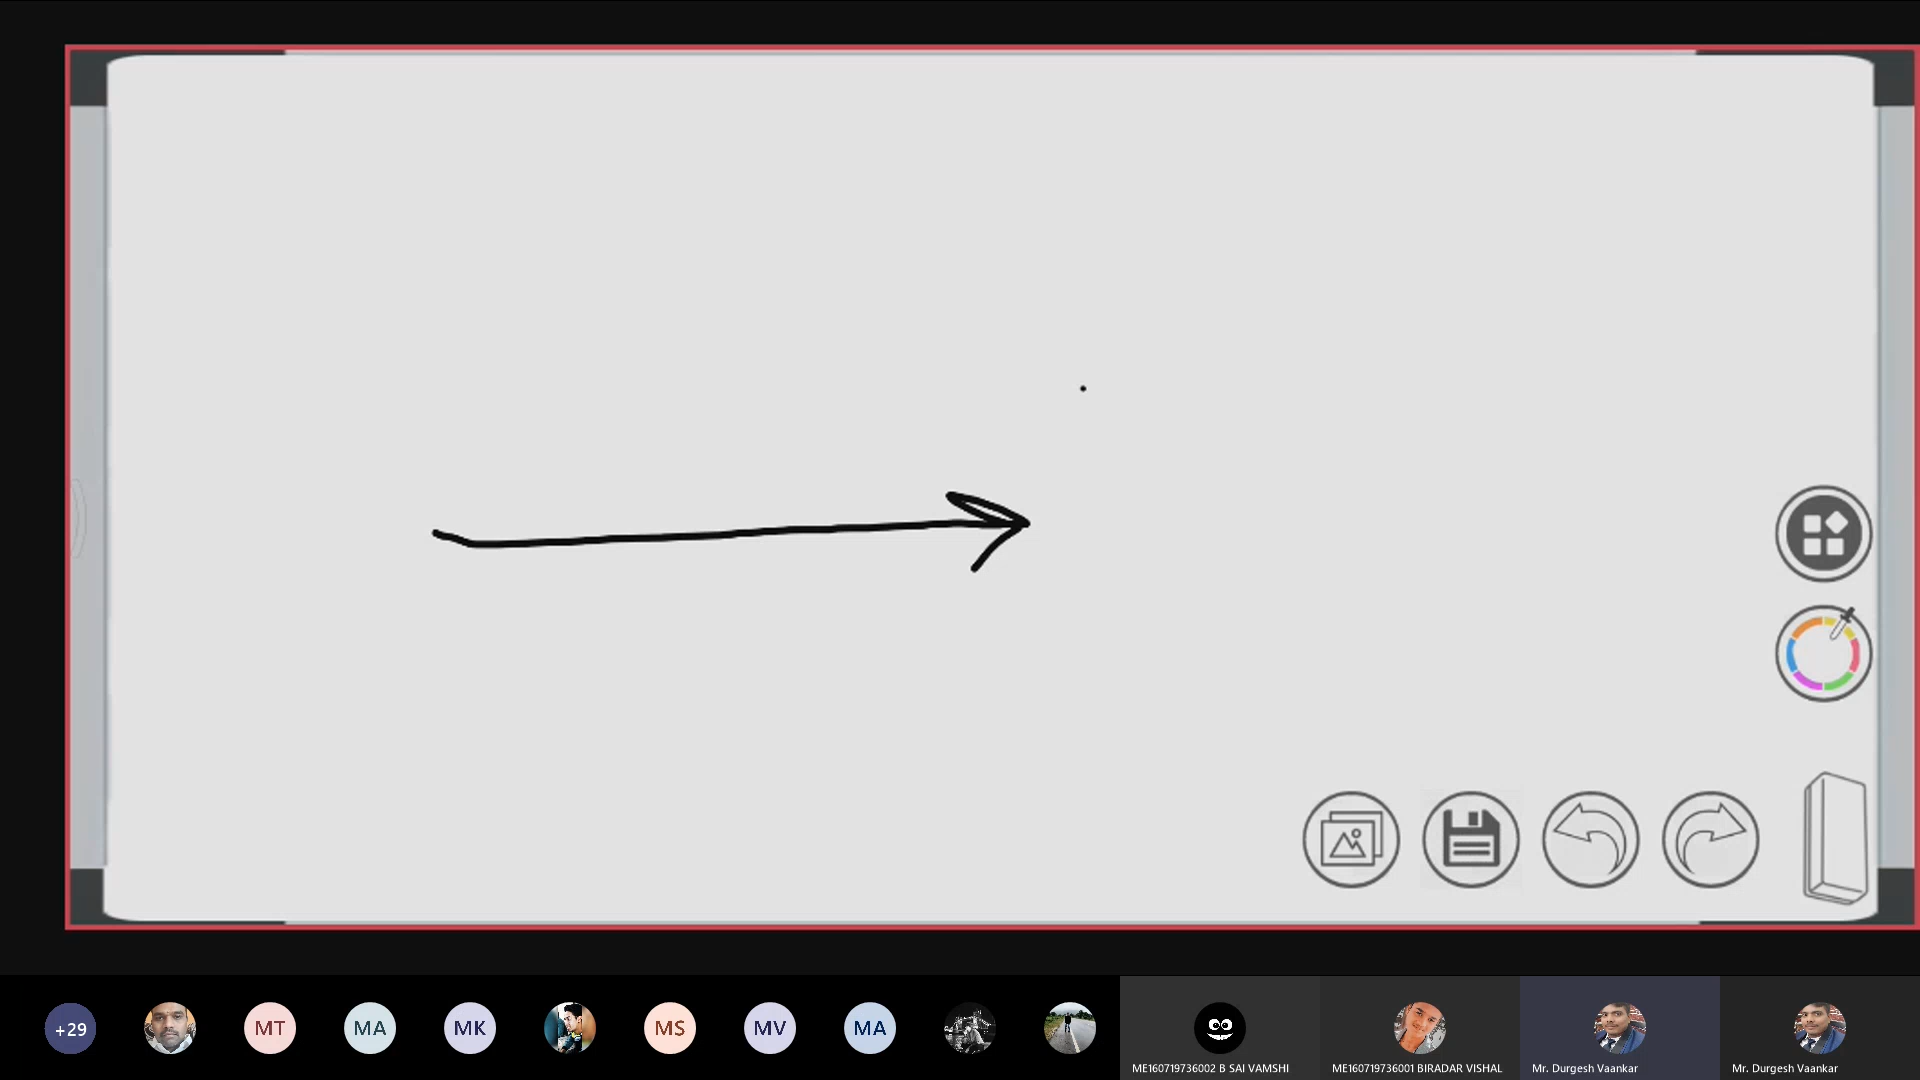 +29
MT
MA
MK
MS
MV
MA
ME160719736002 B SAI VAMSHI
ME160719736001 BIRADAR VISHAL
Mr. Durgesh Vaankar
Mr. Durgesh Vaankar